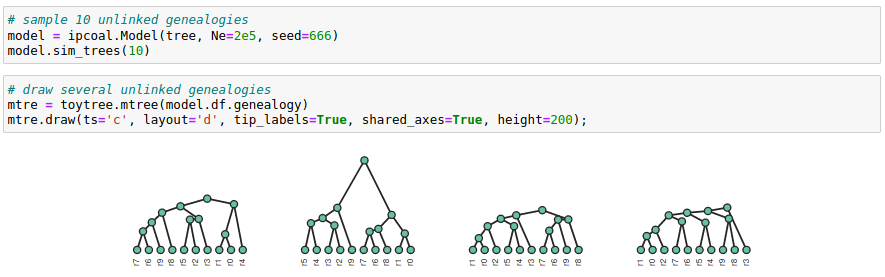 # sample 10 unlinked genealogies
model = ipcoal.Model(tree, Ne=2e5, seed=666)
model.sim_trees(10)
# draw several unlinked genealogies
mtre = toytree.mtree(model.df.genealogy)
mtre.draw(ts='c', layout='d', tip_labels=True, shared_axes=True, height=200);
r7 r6 r9 r8 r5 r2 r3 r1 r0 r4
r5 r4 r3 r2 r9 r7 r6 r8 r1 r0
r1 r0 r2 r5 r4 r3 r7 r6 r9 r8
r1 r0 r2 r7 r6 r5 r4 r9 r8 r3